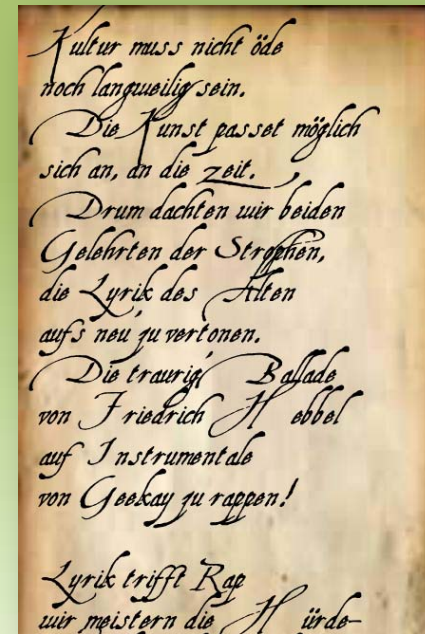 Kultur muss nicht öde
noch langweilig sein.
Die Kunst passet möglich
sich an, an die Zeit.
Drum dachten wir beiden
Gelehrten der Strophen,
die Lyrik des Alten
auf's neu zu vertonen.
Die traurig' Ballade
von Friedrich Hebbel
auf Instrumentale
von Geekay zu rappen!

Lyrik trifft Rap
wir meistern die Hürde-